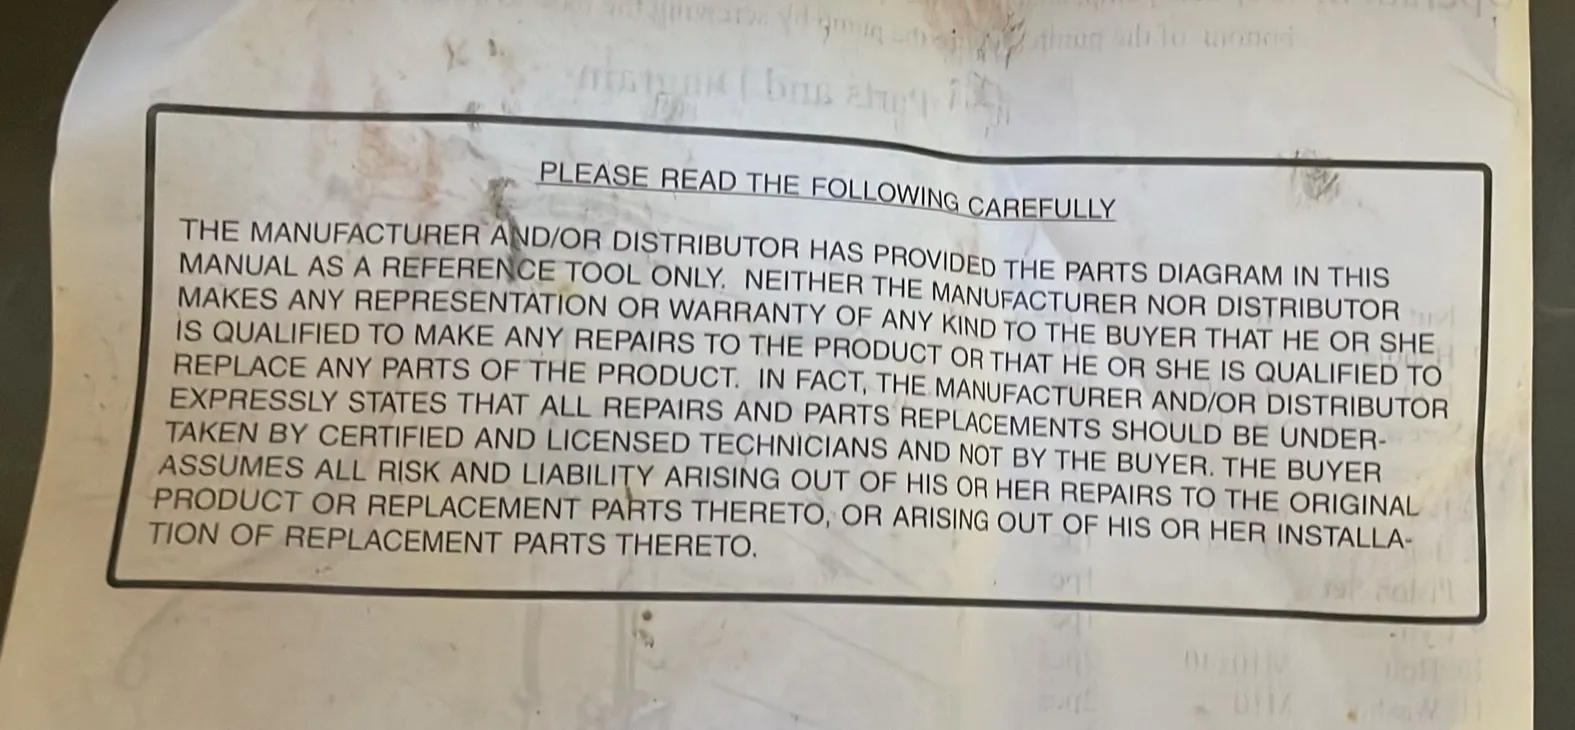 PLEASE READ THE FOLLOWING CAREFULLY
THE MANUFACTURER AND/OR DISTRIBUTOR HAS PROVIDED THE PARTS DIAGRAM IN THIS
MANUAL AS A REFERENCE TOOL ONLY. NEITHER THE MANUFACTURER NOR DISTRIBUTOR
MAKES ANY REPRESENTATION OR WARRANTY OF ANY KIND TO THE BUYER THAT HE OR SHE
IS QUALIFIED TO MAKE ANY REPAIRS TO THE PRODUCT OR THAT HE OR SHE IS QUALIFIED TO
REPLACE ANY PARTS OF THE PRODUCT. IN FACT, THE MANUFACTURER AND/OR DISTRIBUTOR
EXPRESSLY STATES THAT ALL REPAIRS AND PARTS REPLACEMENTS SHOULD BE UNDER-
TAKEN BY CERTIFIED AND LICENSED TECHNICIANS AND NOT BY THE BUYER. THE BUYER
ASSUMES ALL RISK AND LIABILITY ARISING OUT OF HIS OR HER REPAIRS TO THE ORIGINAL
PRODUCT OR REPLACEMENT PARTS THERETO, OR ARISING OUT OF HIS OR HER INSTALLA-
TION OF REPLACEMENT PARTS THERETO.